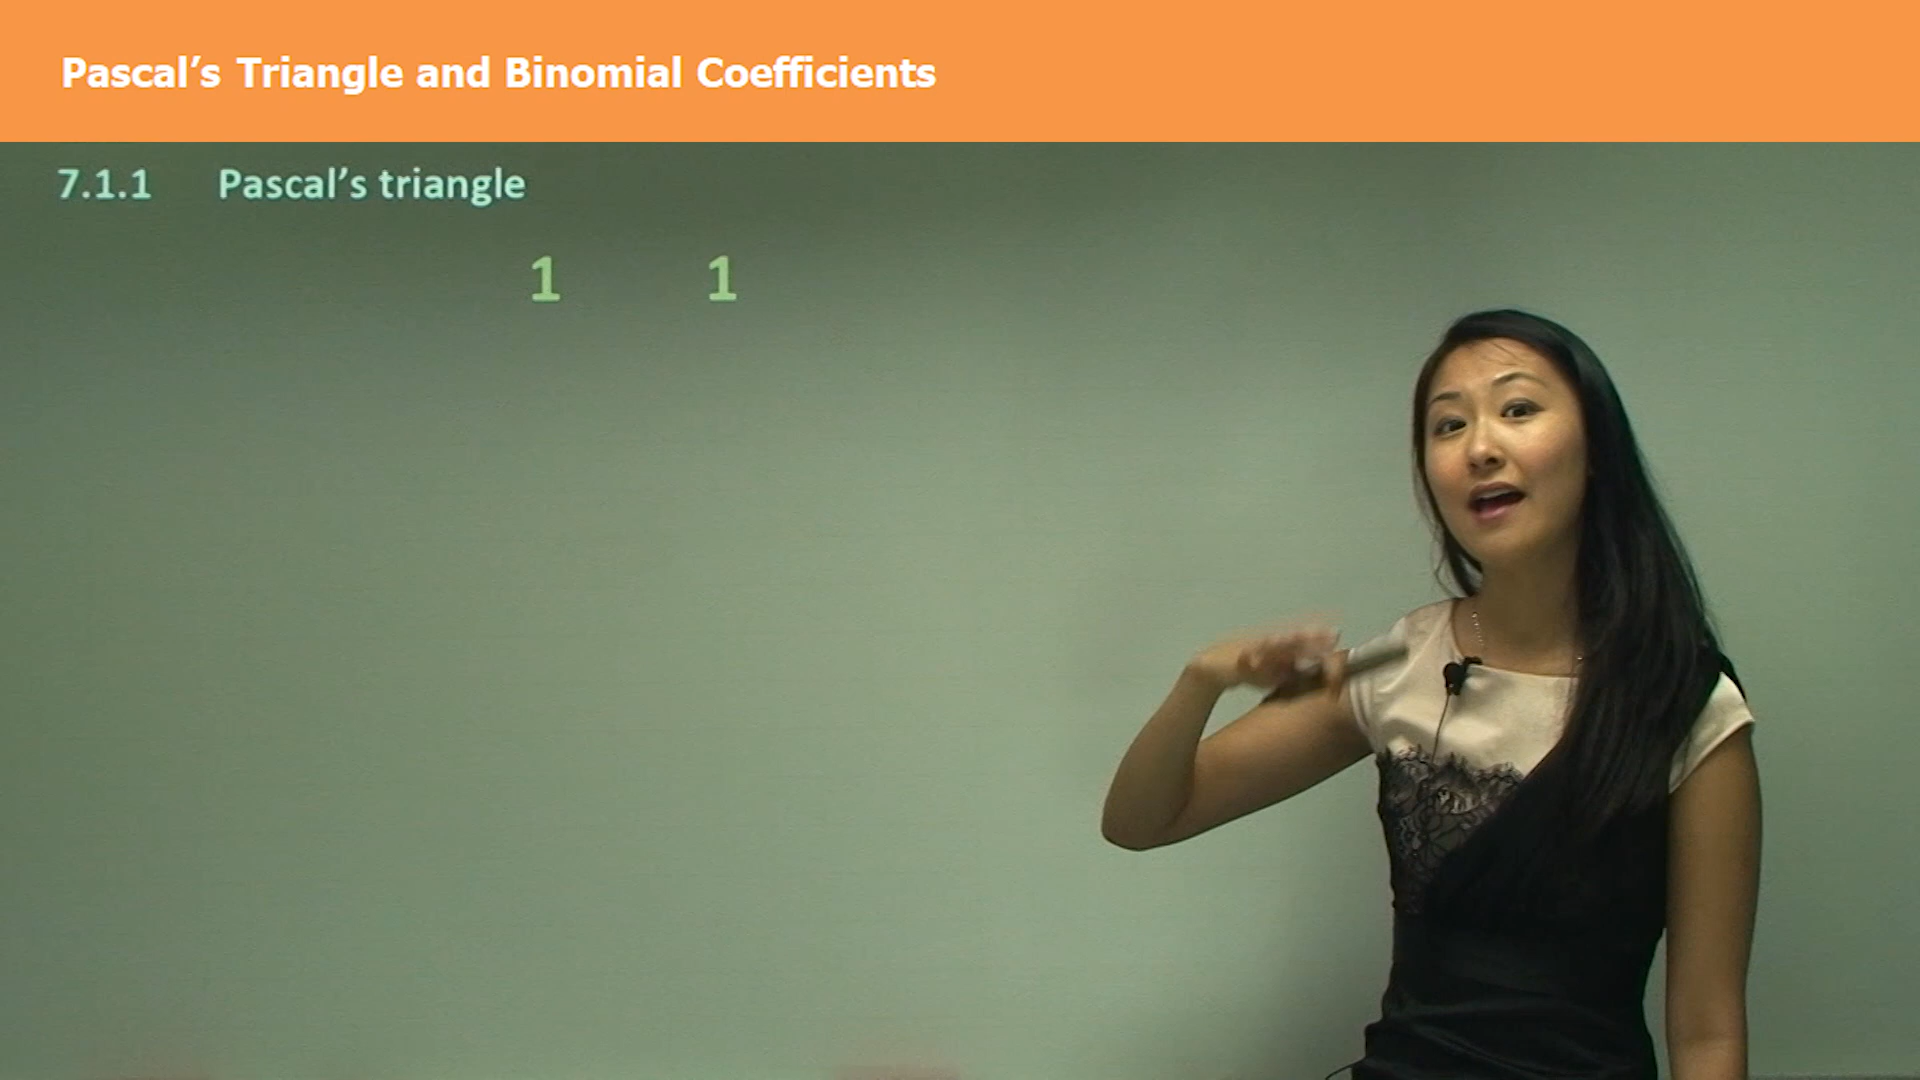 Pascal’s Triangle and Binomial Coefficients
7.1.1 Pascal’s triangle
1 1